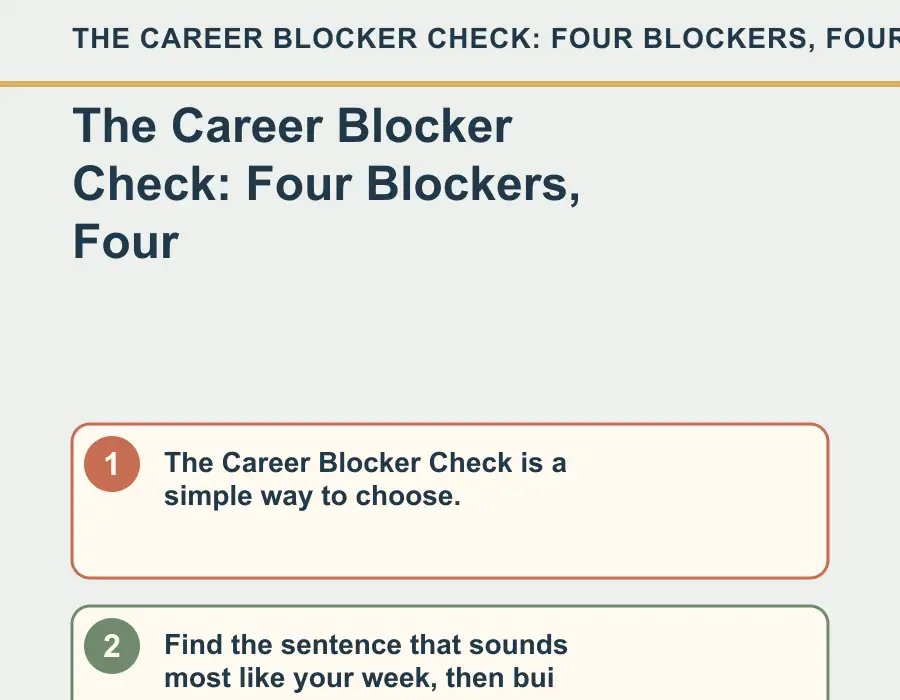 THE CAREER BLOCKER CHECK: FOUR BLOCKERS, FOUR
The Career Blocker
Check: Four Blockers,
Four
1
The Career Blocker Check is a
simple way to choose.
2
Find the sentence that sounds
most like your week, then bui